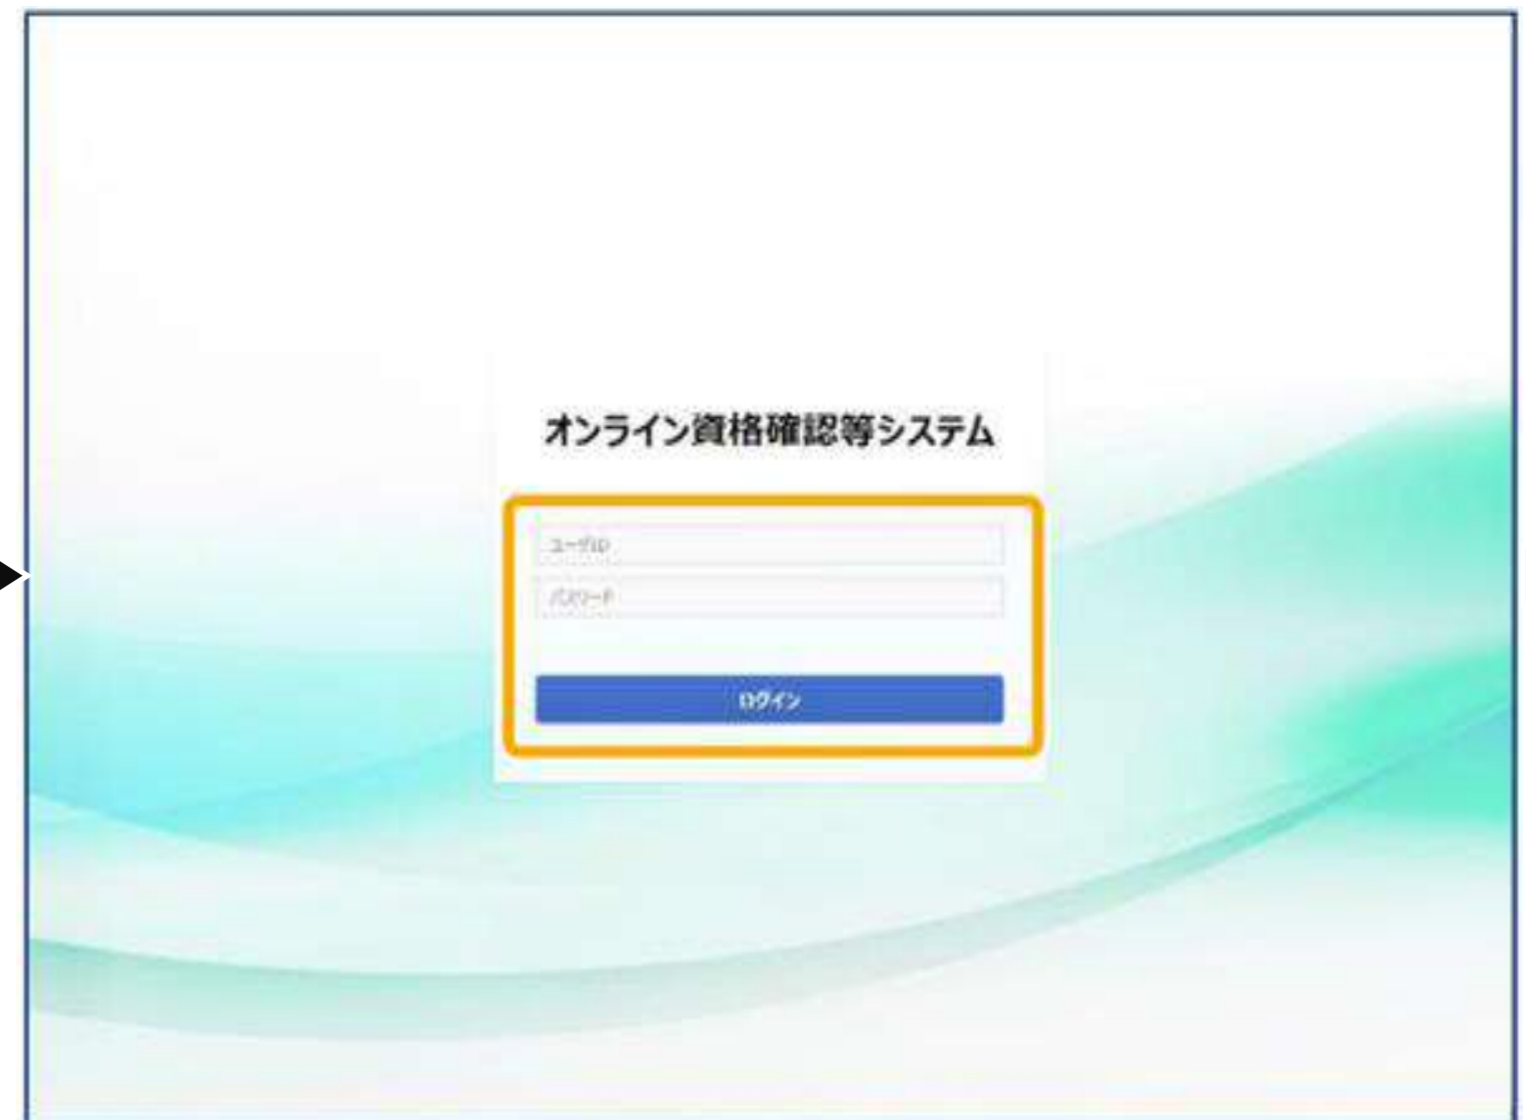 オンライン資格確認等システム
ユーザID
パスワード
ログイン